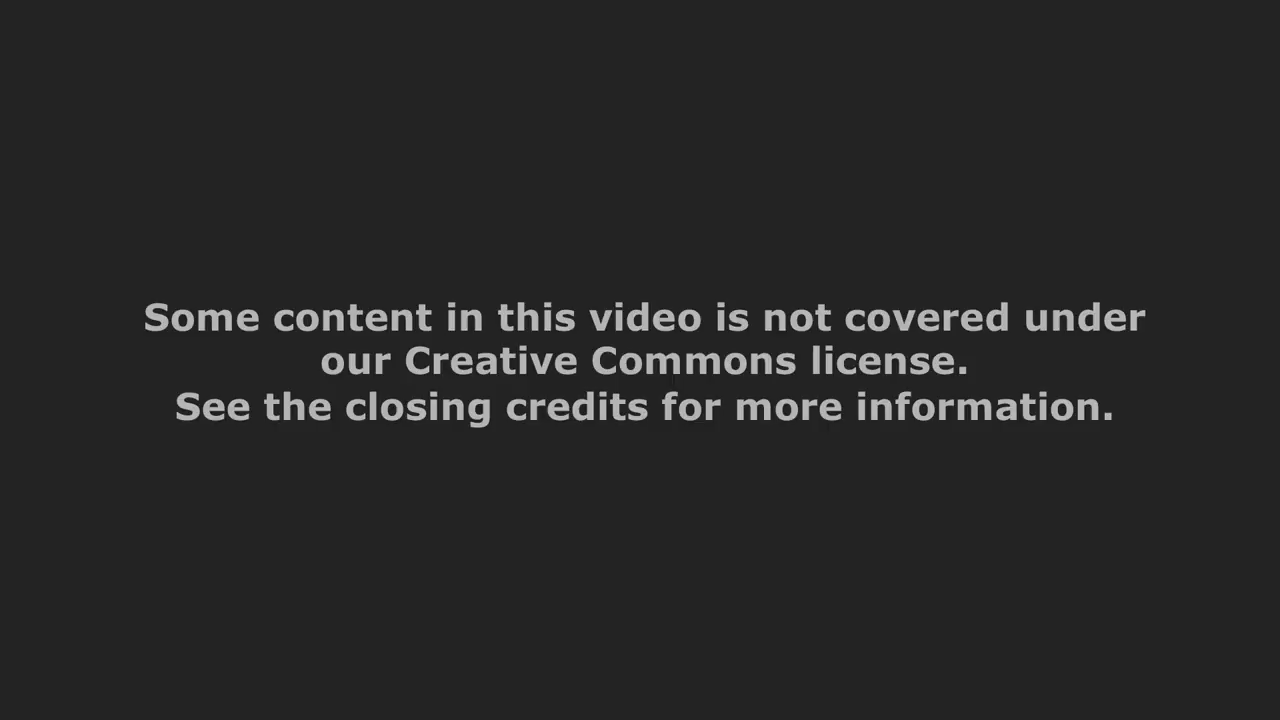 Some content in this video is not covered under
our Creative Commons license.
See the closing credits for more information.